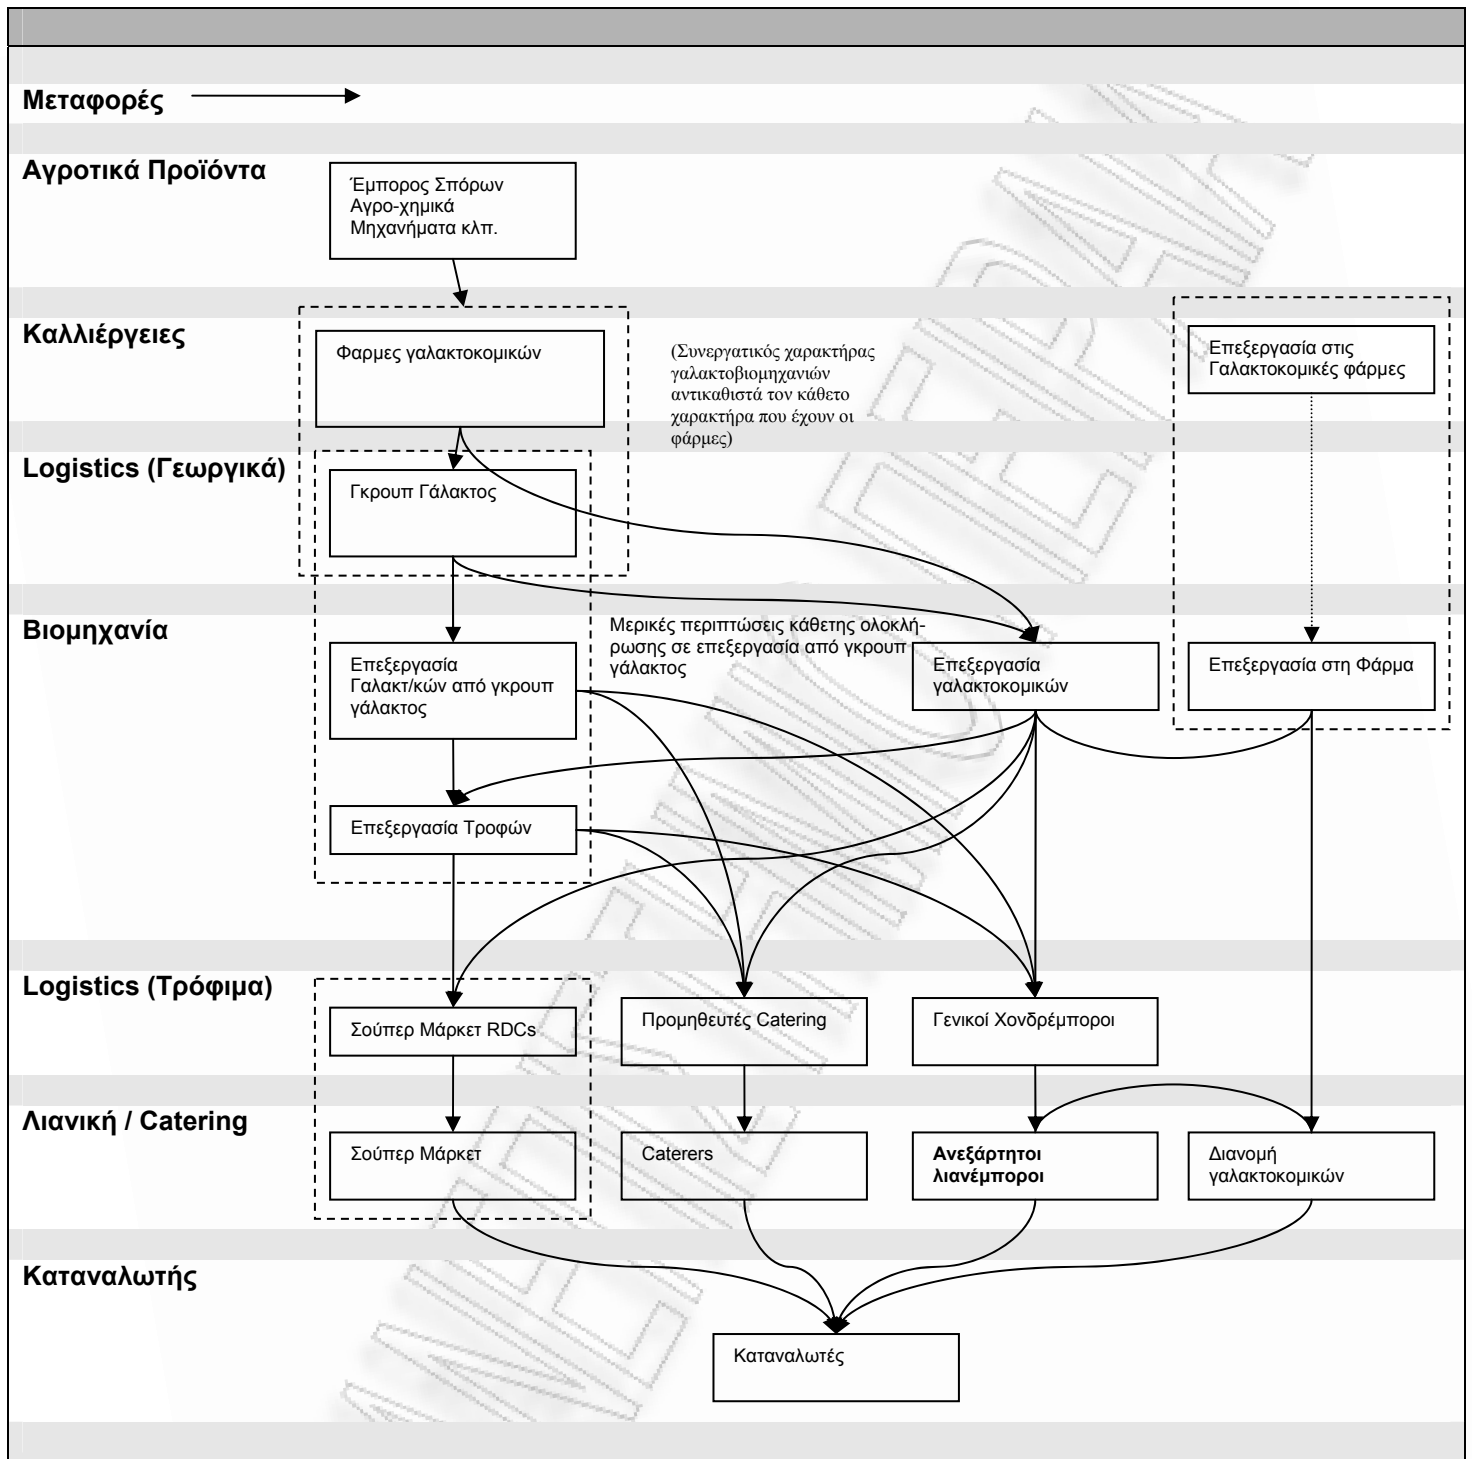 Μεταφορές
Αγροτικά Προϊόντα
Έμπορος Σπόρων
Αγρο-χημικά
Μηχανήματα κλπ.
Καλλιέργειες
Φαρμες γαλακτοκομικών
(Συνεργατικός χαρακτήρας
γαλακτοβιομηχανιών
αντικαθιστά τον κάθετο
χαρακτήρα που έχουν οι
φάρμες)
Επεξεργασία στις
Γαλακτοκομικές φάρμες
Logistics (Γεωργικά)
Γκρουπ Γάλακτος
Βιομηχανία
Μερικές περιπτώσεις κάθετης ολοκλή-
ρωσης σε επεξεργασία από γκρουπ
γάλακτος
Επεξεργασία
Γαλακτ/κών από γκρουπ
γάλακτος
Επεξεργασία
γαλακτοκομικών
Επεξεργασία στη Φάρμα
Επεξεργασία Τροφών
Logistics (Τρόφιμα)
Σούπερ Μάρκετ RDCs
Προμηθευτές Catering
Γενικοί Χονδρέμποροι
Λιανική / Catering
Σούπερ Μάρκετ
Caterers
Ανεξάρτητοι
λιανέμποροι
Διανομή
γαλακτοκομικών
Καταναλωτής
Καταναλωτές